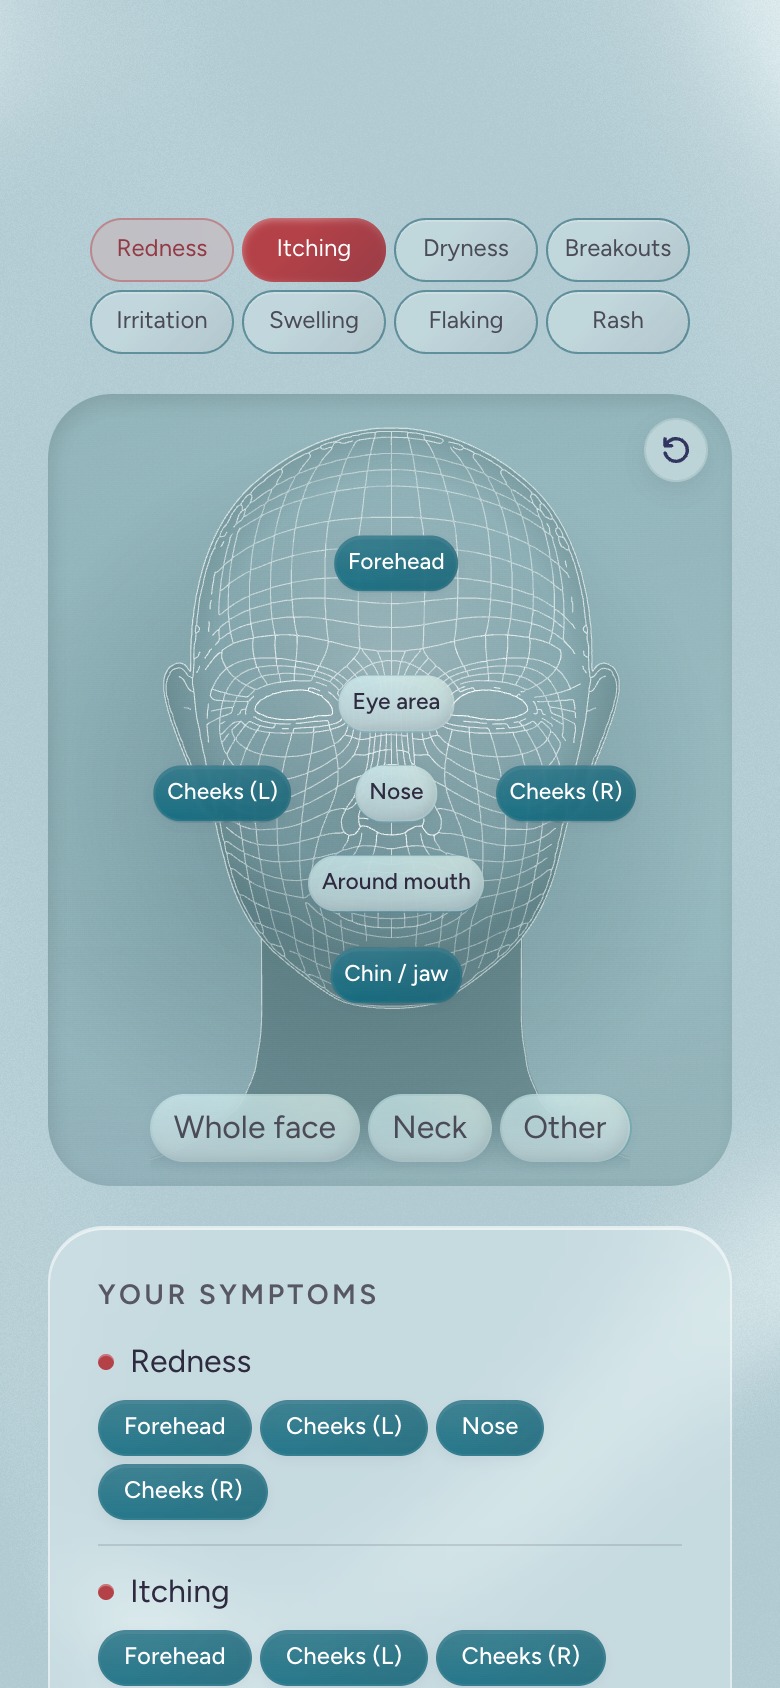 Redness Itching Dryness Breakouts
Irritation Swelling Flaking Rash
Forehead
Eye area
Cheeks (L) Nose Cheeks (R)
Around mouth
Chin / jaw
Whole face Neck Other
YOUR SYMPTOMS
Redness
Forehead Cheeks (L) Nose
Cheeks (R)
Itching
Forehead Cheeks (L) Cheeks (R)